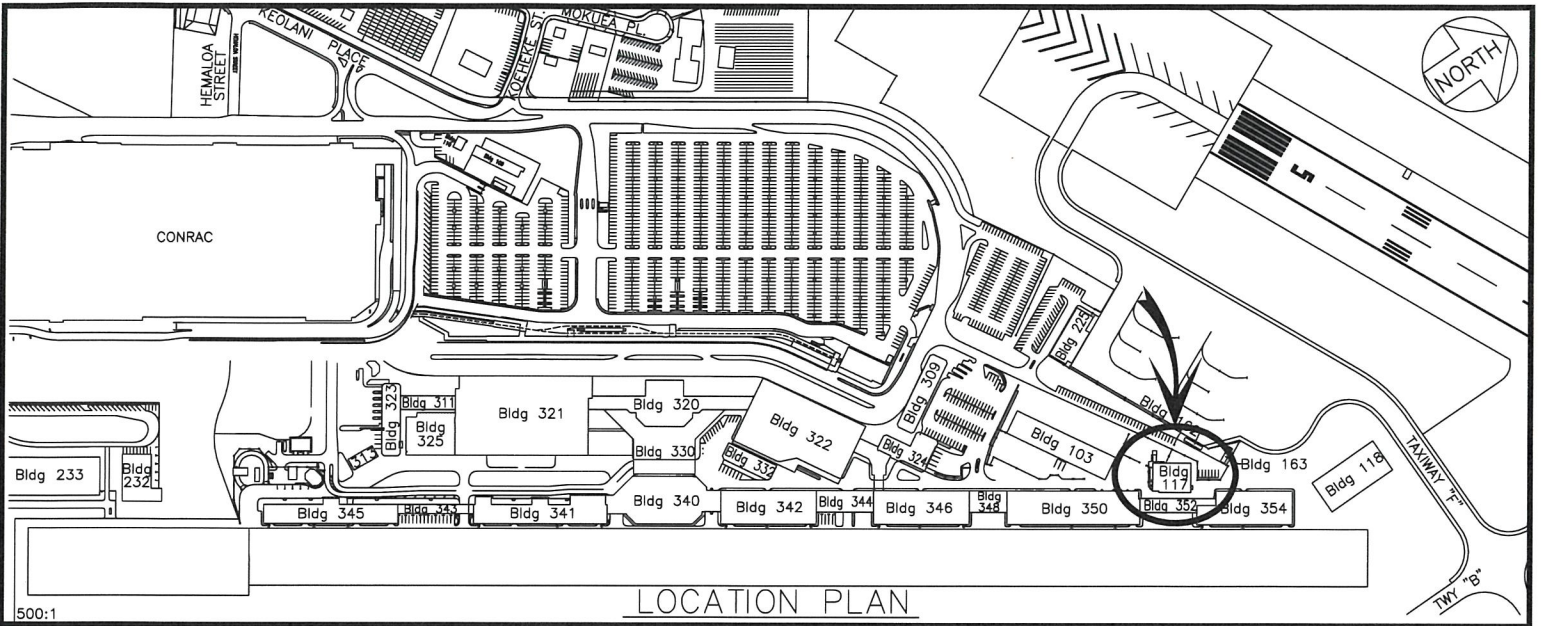 HEMALOA
STREET
HEMALOA STREET
KEOLANI PLACE
KOEHEKE ST.
MOKUEA PL.
NORTH
5
CONRAC
Bldg 225
Bldg 309
Bldg 323
Bldg 311
Bldg
325
313
Bldg 321
Bldg 320
Bldg 330
Bldg 332
Bldg 322
Bldg 324
Bldg 103
Bldg
117
Bldg 163
Bldg 118
TAXIWAY "F"
TWY "B"
Bldg 233
Bldg
232
Bldg 345
Bldg 343
Bldg 341
Bldg 340
Bldg 342
Bldg 344
Bldg 346
Bldg
348
Bldg 350
Bldg 352
Bldg 354
500:1
LOCATION PLAN